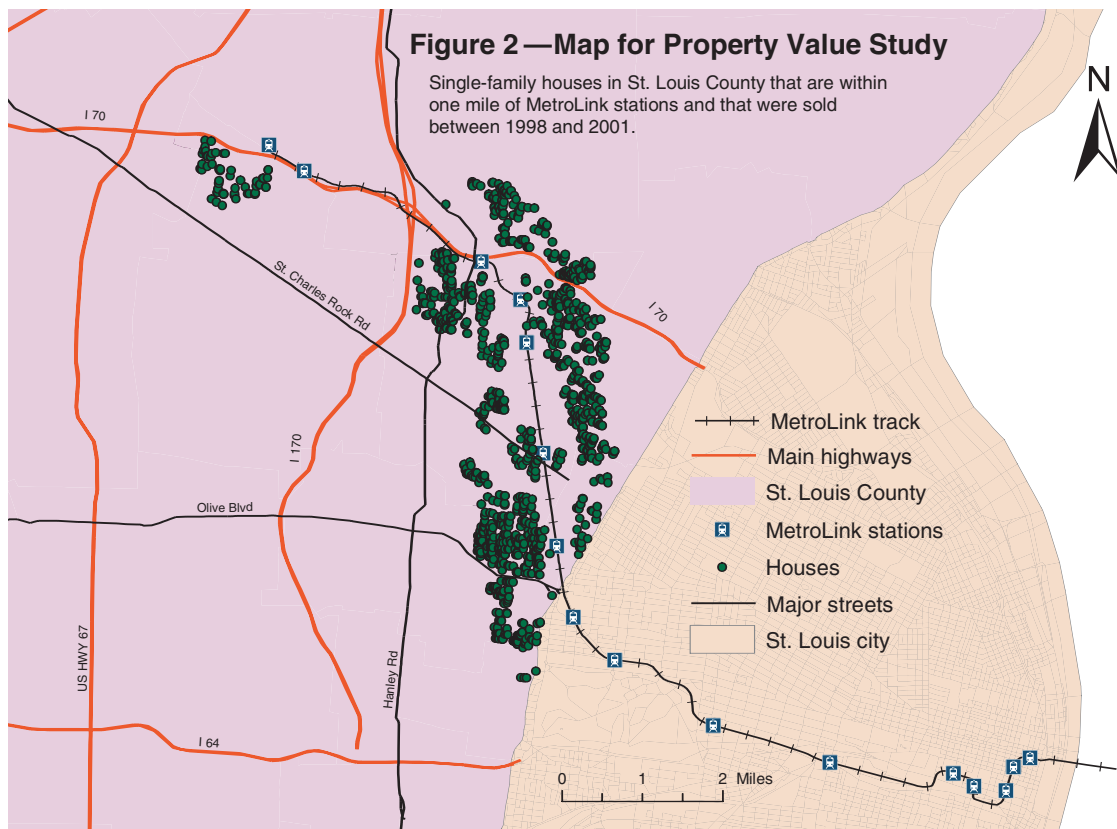 Figure 2—Map for Property Value Study
Single-family houses in St. Louis County that are within
one mile of MetroLink stations and that were sold
between 1998 and 2001.
N
I 70
St. Charles Rock Rd
I 70
I 170
Olive Blvd
US HWY 67
Hanley Rd
I 64
MetroLink track
Main highways
St. Louis County
MetroLink stations
Houses
Major streets
St. Louis city
0 1 2 Miles